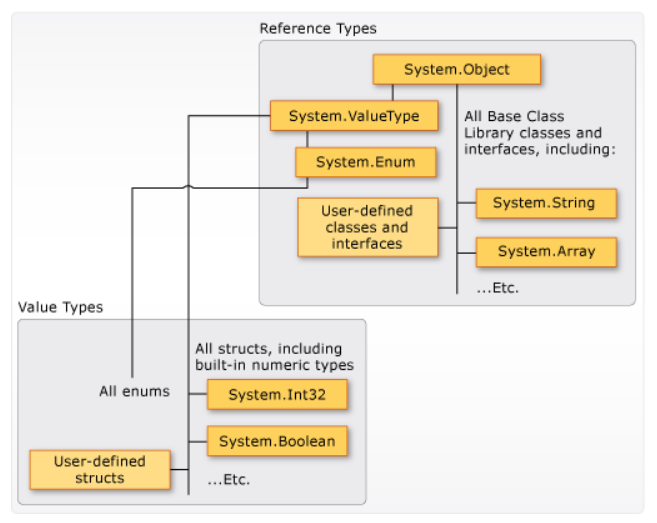 Reference Types
System.Object
System.ValueType
All Base Class
Library classes and
interfaces, including:
System.Enum
System.String
User-defined
classes and
interfaces
System.Array
...Etc.
Value Types
All structs, including
built-in numeric types
All enums
System.Int32
System.Boolean
User-defined
structs
...Etc.